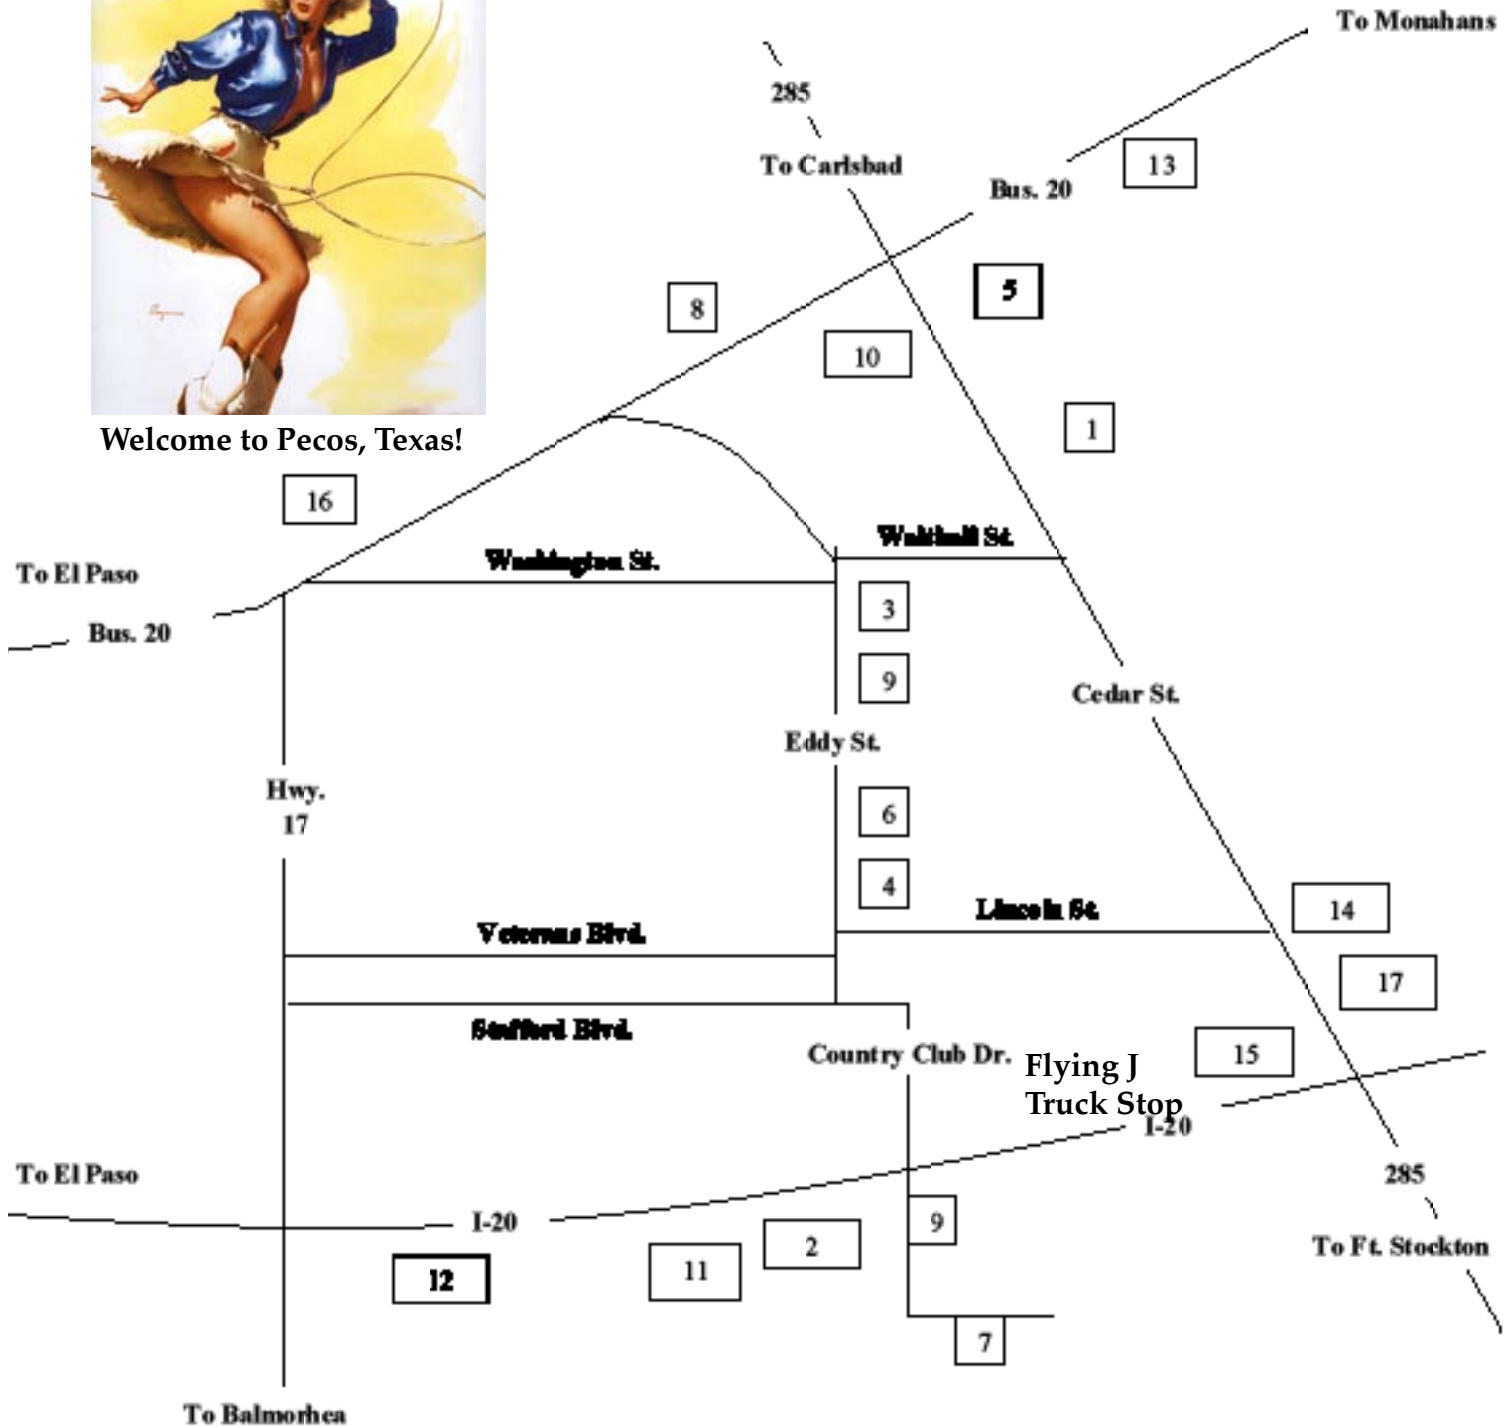 To Monahans
285
To Carlsbad
13
Bus. 20
5
8
10
1
Welcome to Pecos, Texas!
16
Walthall St.
Washington St.
To El Paso
3
Bus. 20
9
Cedar St.
Eddy St.
Hwy.
17
6
4
14
Lincoln St.
Veterans Blvd.
17
Stafford Blvd.
Country Club Dr.
15
Flying J
Truck Stop
I-20
To El Paso
285
I-20
9
2
To Ft. Stockton
11
12
7
To Balmorhea